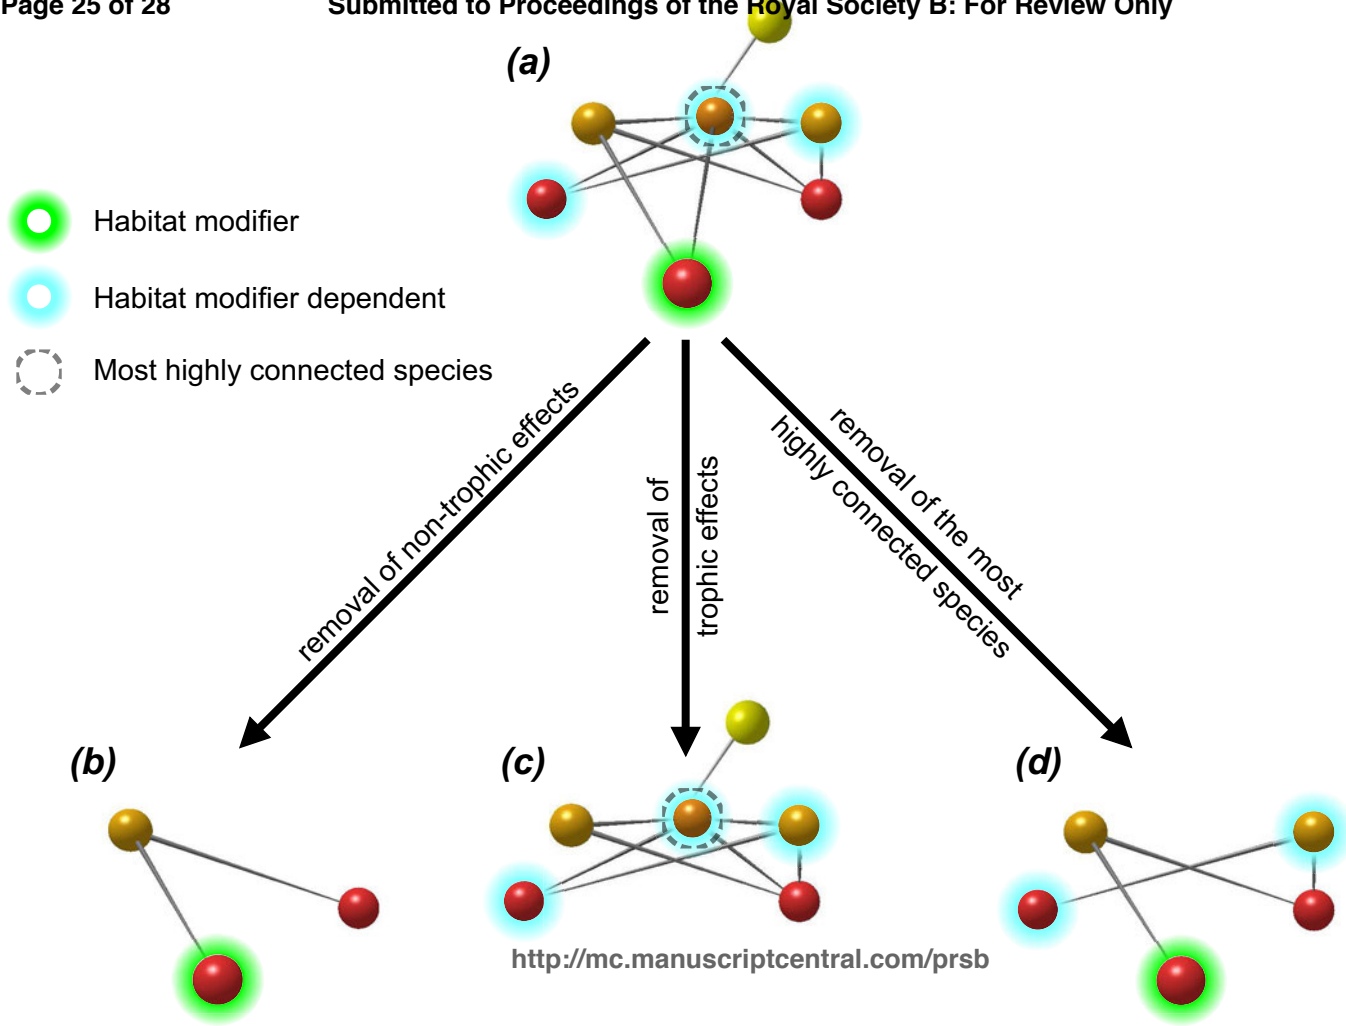 Page 25 of 28 Submitted to Proceedings of the Royal Society B: For Review Only
(a)
Habitat modifier
Habitat modifier dependent
Most highly connected species
removal of non-trophic effects
removal of
trophic effects
removal of the most
highly connected species
(b)
(c)
(d)
http://mc.manuscriptcentral.com/prsb